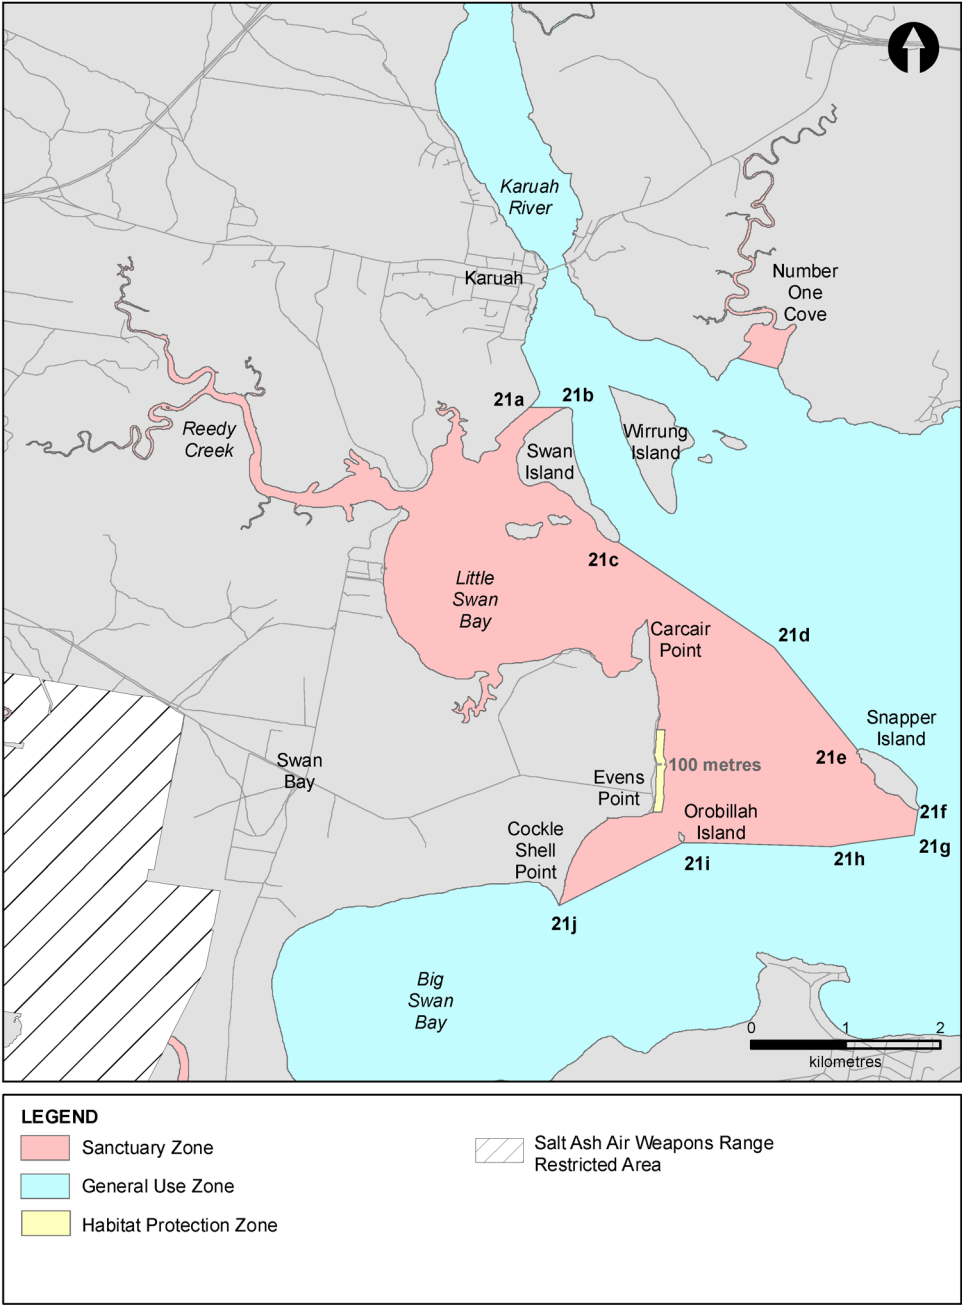 Karuah
River
Karuah
Number
One
Cove
21a
21b
Reedy
Creek
Swan
Island
Wirrung
Island
21c
Little
Swan
Bay
Carcair
Point
21d
Snapper
Island
21e
Swan
Bay
100 metres
Evens
Point
Orobillah
Island
21f
21g
21h
21i
Cockle
Shell
Point
21j
Big
Swan
Bay
0 1 2
kilometres
LEGEND
Sanctuary Zone
General Use Zone
Habitat Protection Zone
Salt Ash Air Weapons Range
Restricted Area